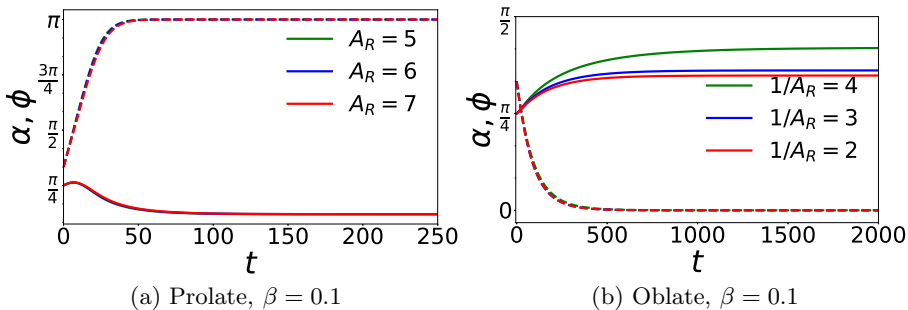 π
3π/4
π/2
π/4
α, ϕ
A_R = 5
A_R = 6
A_R = 7
0 50 100 150 200 250
t
(a) Prolate, β = 0.1
π/2
π/4
0
α, ϕ
1/A_R = 4
1/A_R = 3
1/A_R = 2
0 500 1000 1500 2000
t
(b) Oblate, β = 0.1